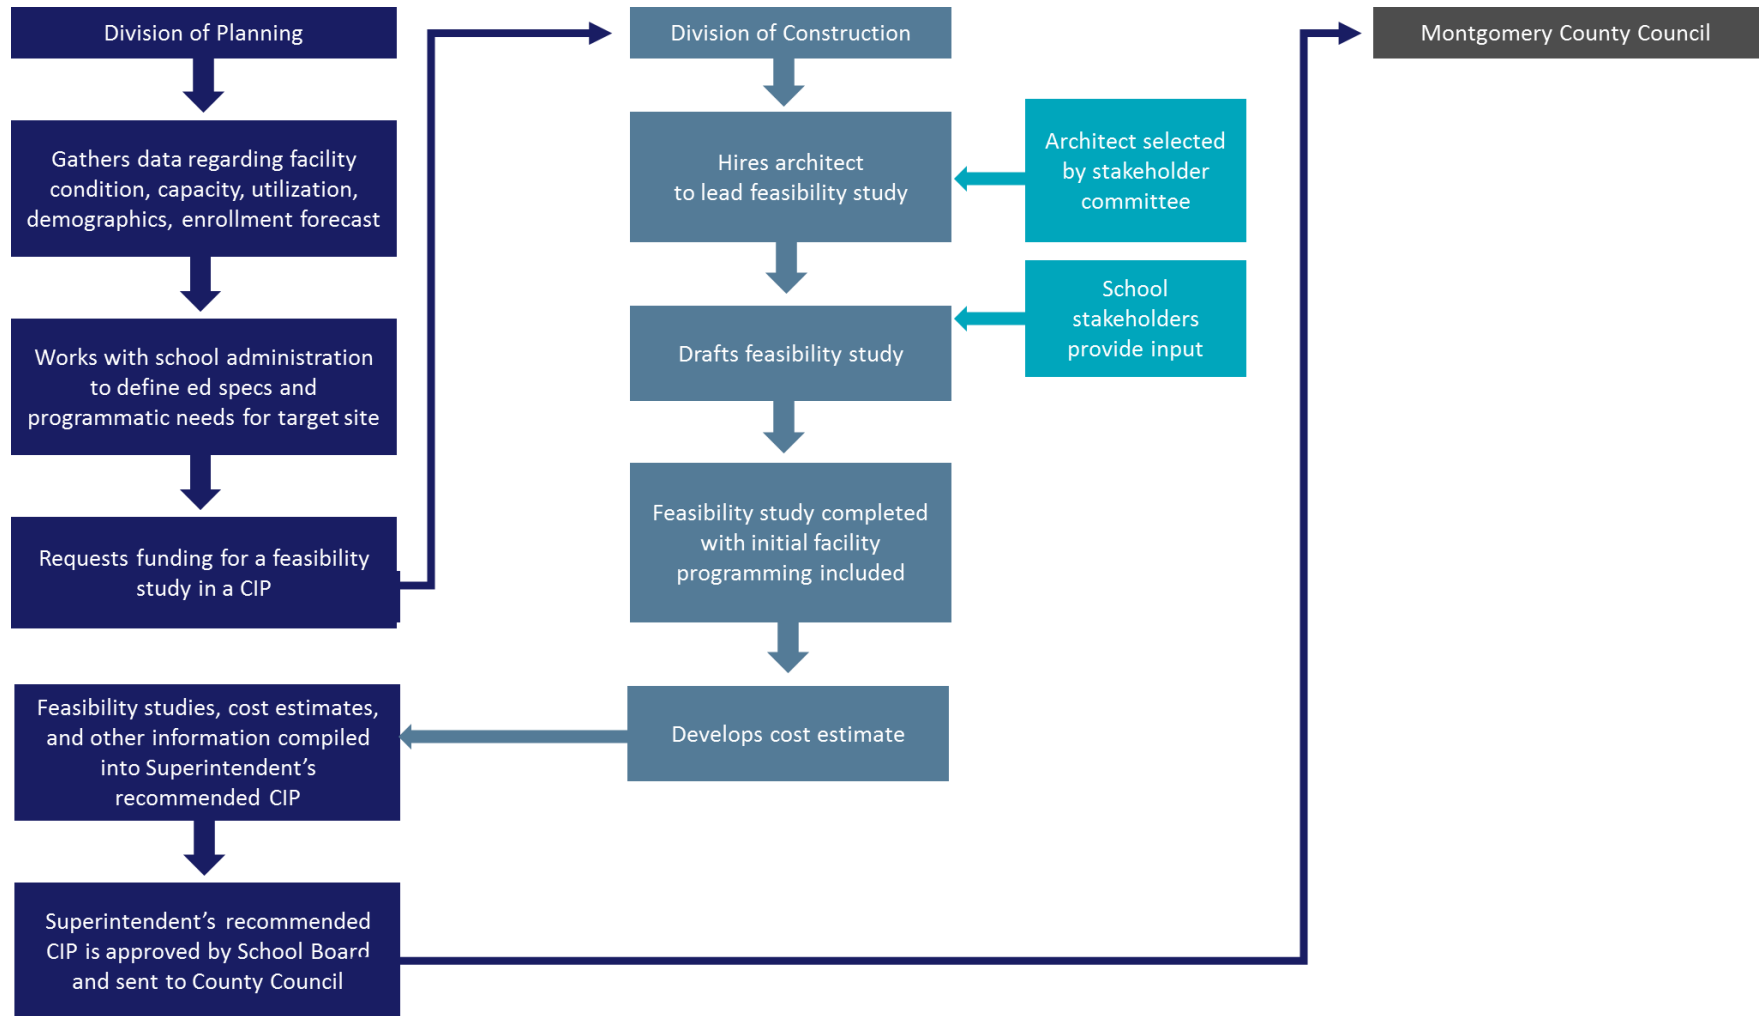 Division of Planning
Gathers data regarding facility
condition, capacity, utilization,
demographics, enrollment forecast
Works with school administration
to define ed specs and
programmatic needs for target site
Requests funding for a feasibility
study in a CIP
Feasibility studies, cost estimates,
and other information compiled
into Superintendent’s
recommended CIP
Superintendent’s recommended
CIP is approved by School Board
and sent to County Council
Division of Construction
Hires architect
to lead feasibility study
Architect selected
by stakeholder
committee
Drafts feasibility study
School
stakeholders
provide input
Feasibility study completed
with initial facility
programming included
Develops cost estimate
Montgomery County Council